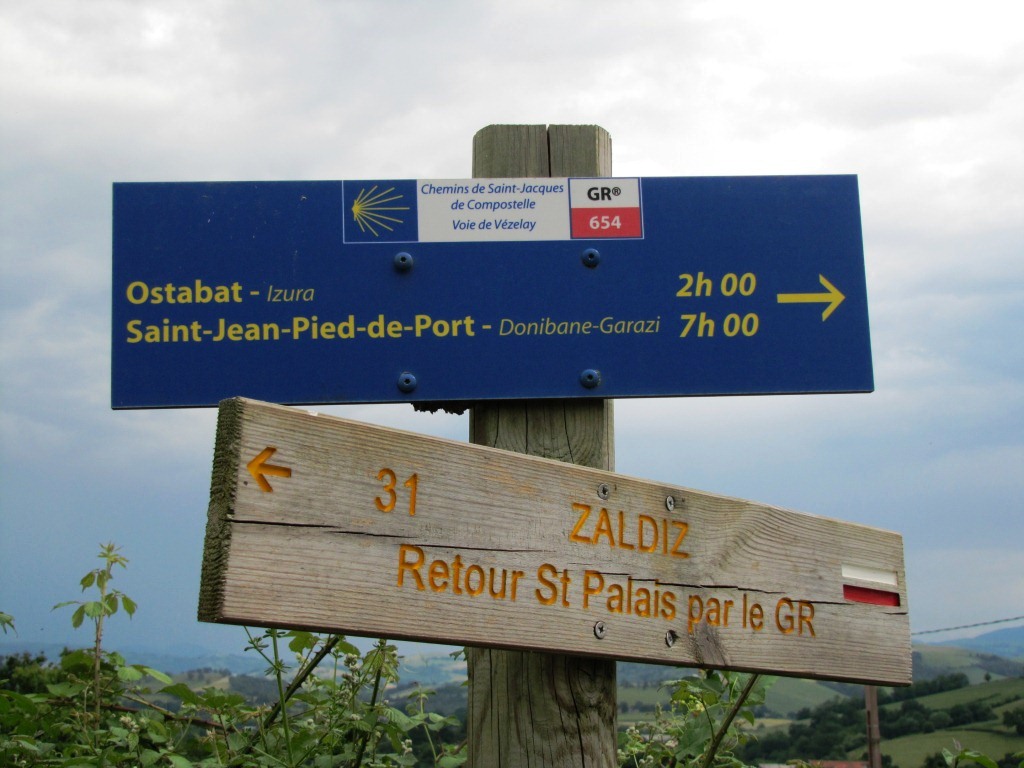 Chemins de Saint-Jacques
de Compostelle
Voie de Vézelay
GR®
654
Ostabat - Izura 2h 00
Saint-Jean-Pied-de-Port - Donibane-Garazi 7h 00
31 ZALDIZ
Retour St Palais par le GR